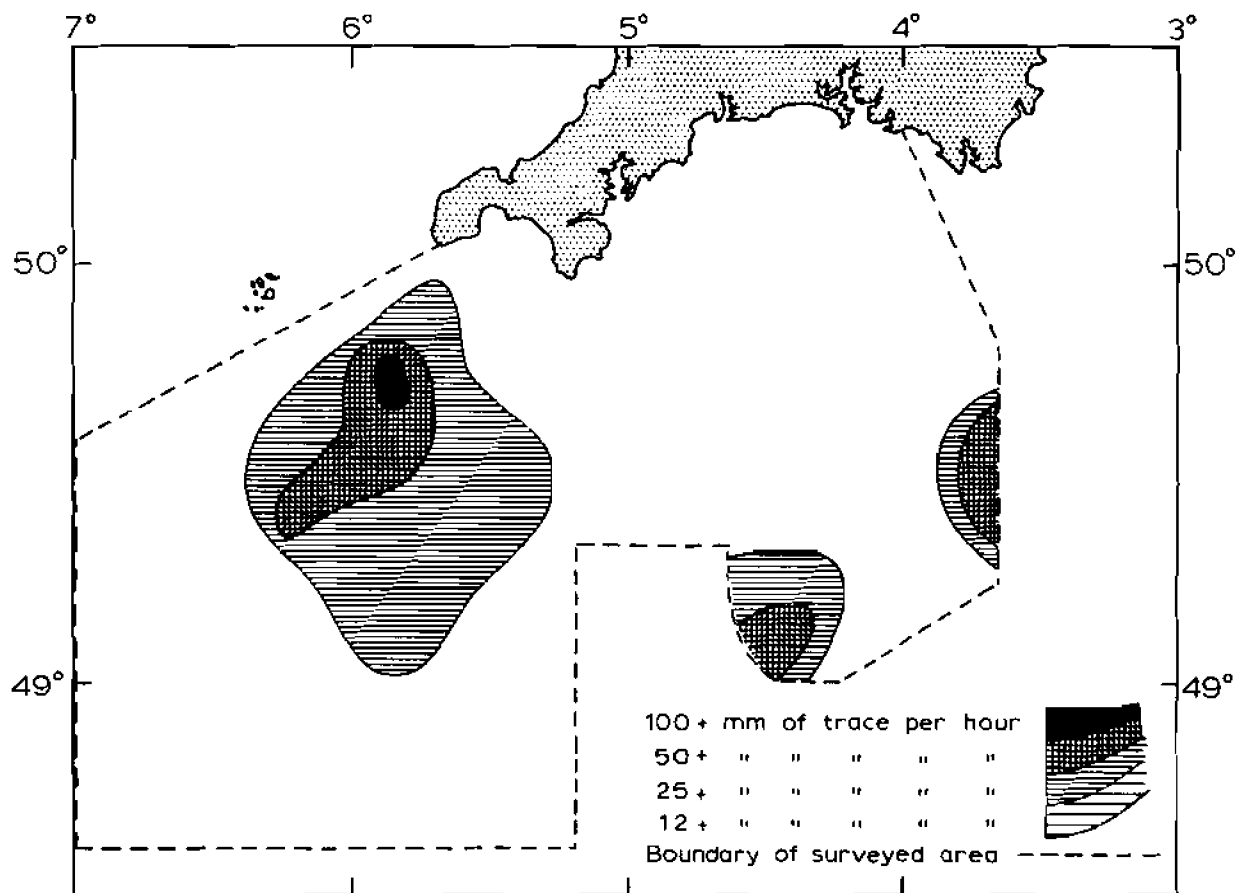 7° 6° 5° 4° 3°
50° 50°
49° 49°
100 + mm of trace per hour
50 + " " " " "
25 + " " " " "
12 + " " " " "
Boundary of surveyed area